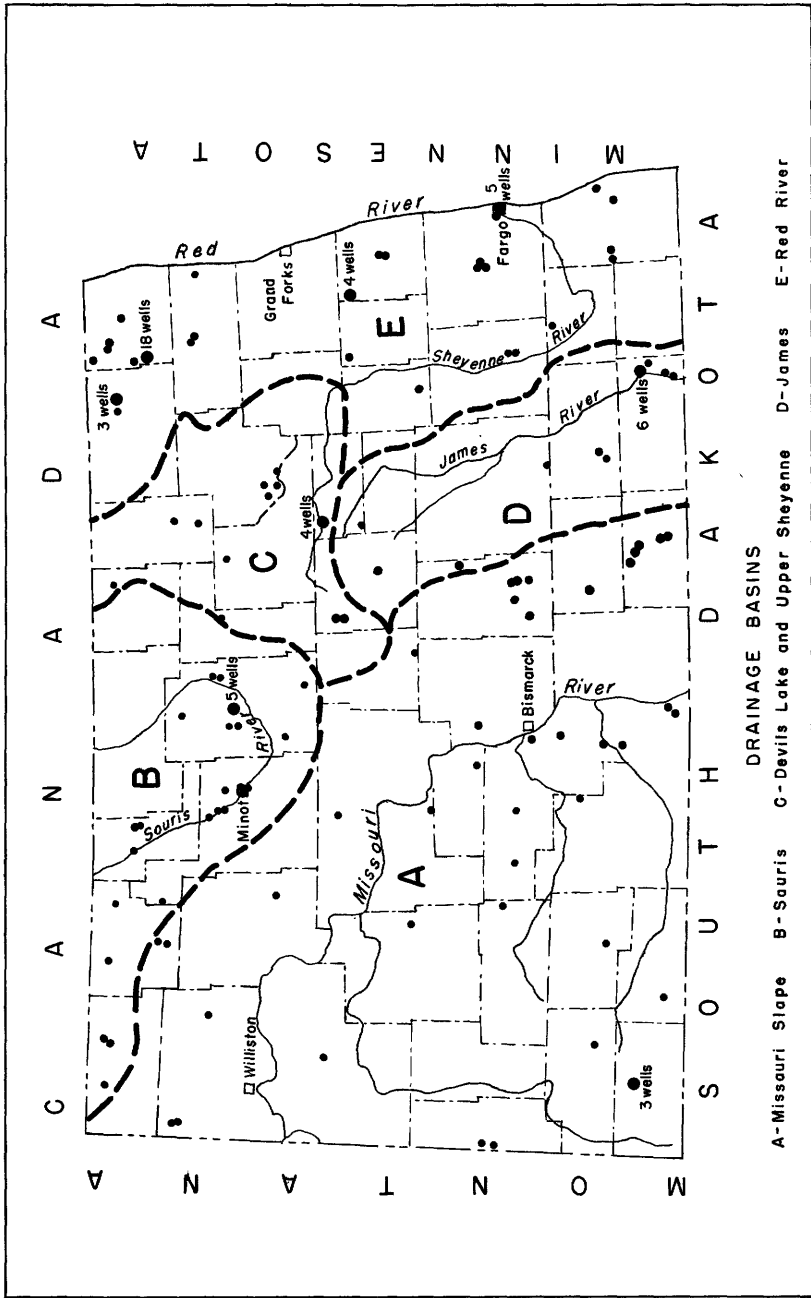 C A N A D A
M O N T A N A
M I N N E S O T A
S O U T H D A K O T A
Red
River
Grand
Forks
18 wells
3 wells
4 wells
E
Sheyenne
River
Fargo
5
wells
C
4 wells
James
River
D
6 wells
B
Souris
River
5 wells
Minot
Missouri
River
A
Bismarck
Williston
3 wells
DRAINAGE BASINS
A-Missouri Slape B-Sauris C-Devils Lake and Upper Sheyenne D-James E-Red River